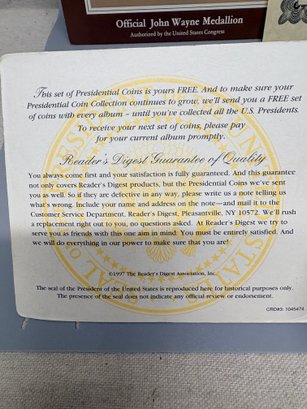 Official John Wayne Medallion
Authorized by the United States Congress
This set of Presidential Coins is yours FREE. And to make sure your
Presidential Coin Collection continues to grow, we'll send you a FREE set
of coins with every album – until you've collected all the U.S. Presidents.
To receive your next set of coins, please pay
for your current album promptly.
Reader's Digest Guarantee of Quality
You always come first and your satisfaction is fully guaranteed. And this guarantee
not only covers Reader's Digest products, but the Presidential Coins we've sent
you as well. So if they are defective in any way, please write us a note telling us
what's wrong. Include your name and address on the note—and mail it to the
Customer Service Department, Reader's Digest, Pleasantville, NY 10572. We'll rush
a replacement right out to you, no questions asked. At Reader's Digest we try to
serve you as friends with this one aim in mind: You must be entirely satisfied. And
we will do everything in our power to make sure that you are!
©1997 The Reader's Digest Association, Inc.
The seal of the President of the United States is reproduced here for historical purposes only.
The presence of the seal does not indicate any official review or endorsement.
CRD#3: 1045474